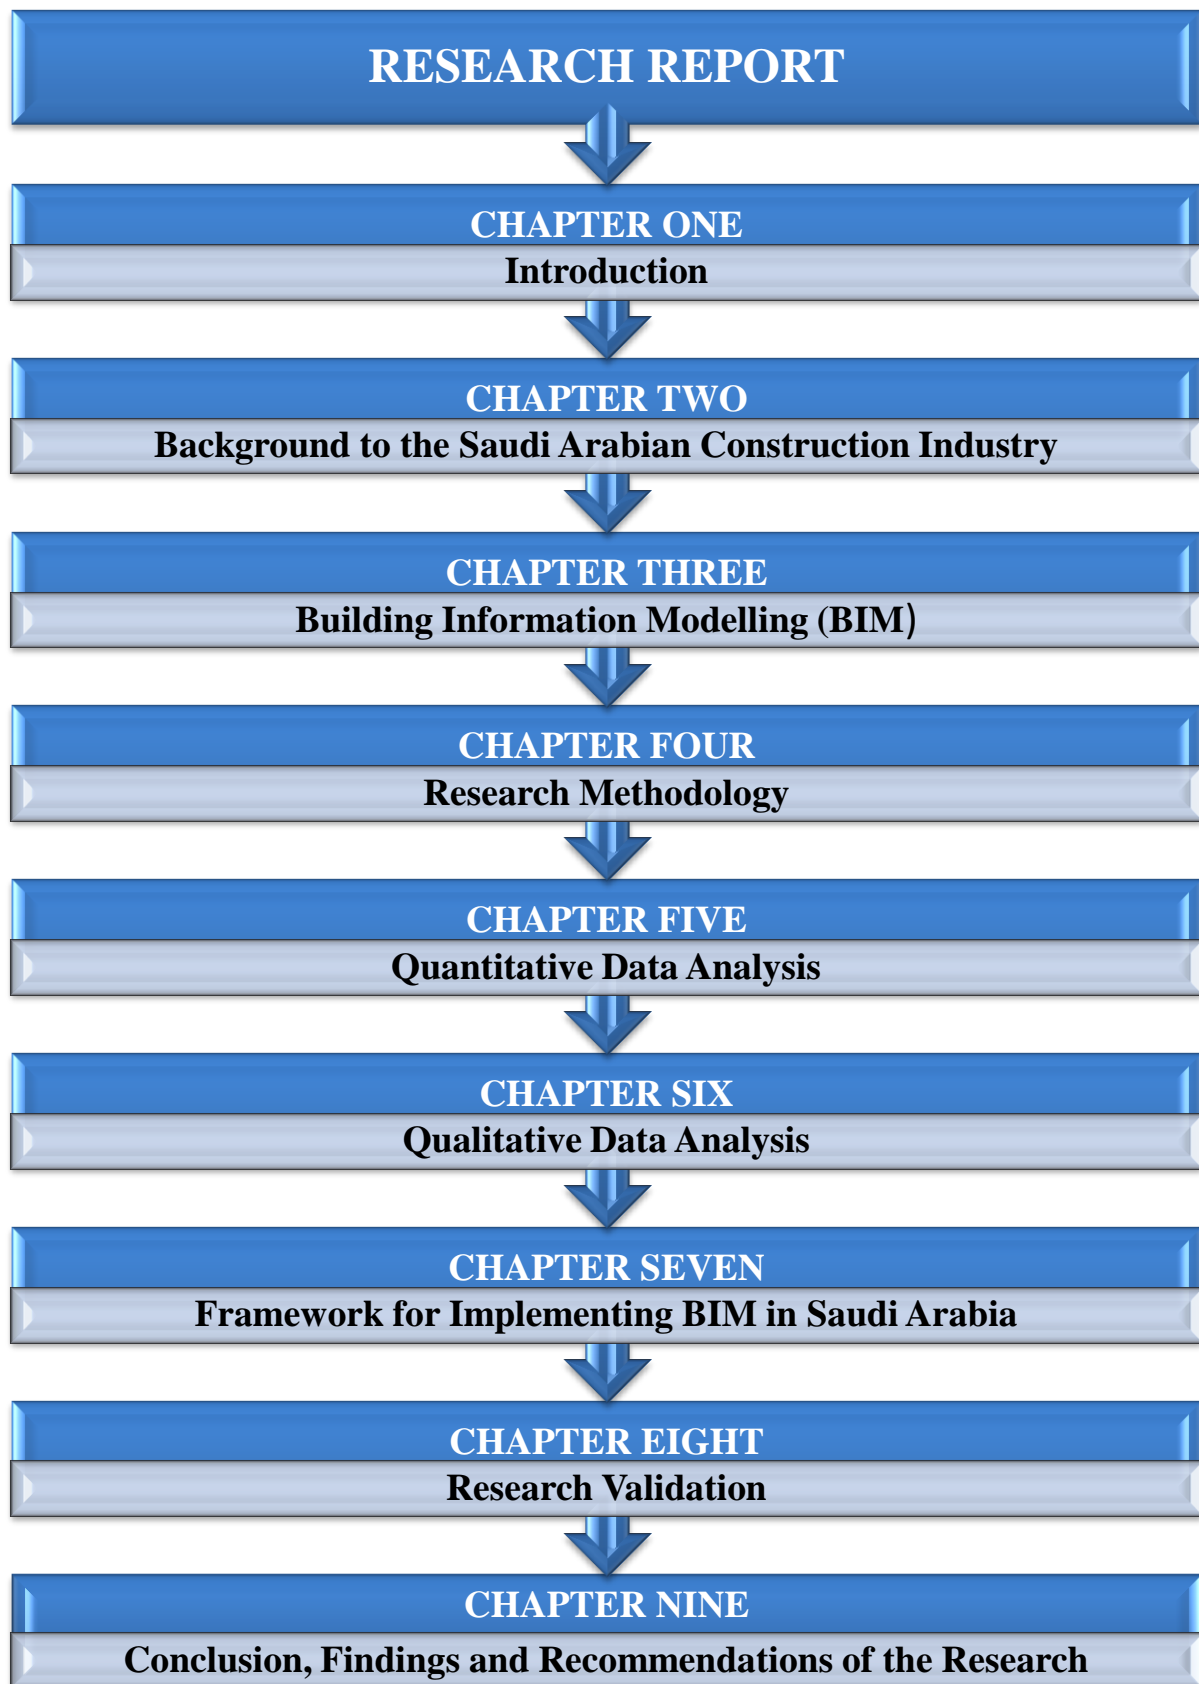 RESEARCH REPORT
CHAPTER ONE
Introduction
CHAPTER TWO
Background to the Saudi Arabian Construction Industry
CHAPTER THREE
Building Information Modelling (BIM)
CHAPTER FOUR
Research Methodology
CHAPTER FIVE
Quantitative Data Analysis
CHAPTER SIX
Qualitative Data Analysis
CHAPTER SEVEN
Framework for Implementing BIM in Saudi Arabia
CHAPTER EIGHT
Research Validation
CHAPTER NINE
Conclusion, Findings and Recommendations of the Research